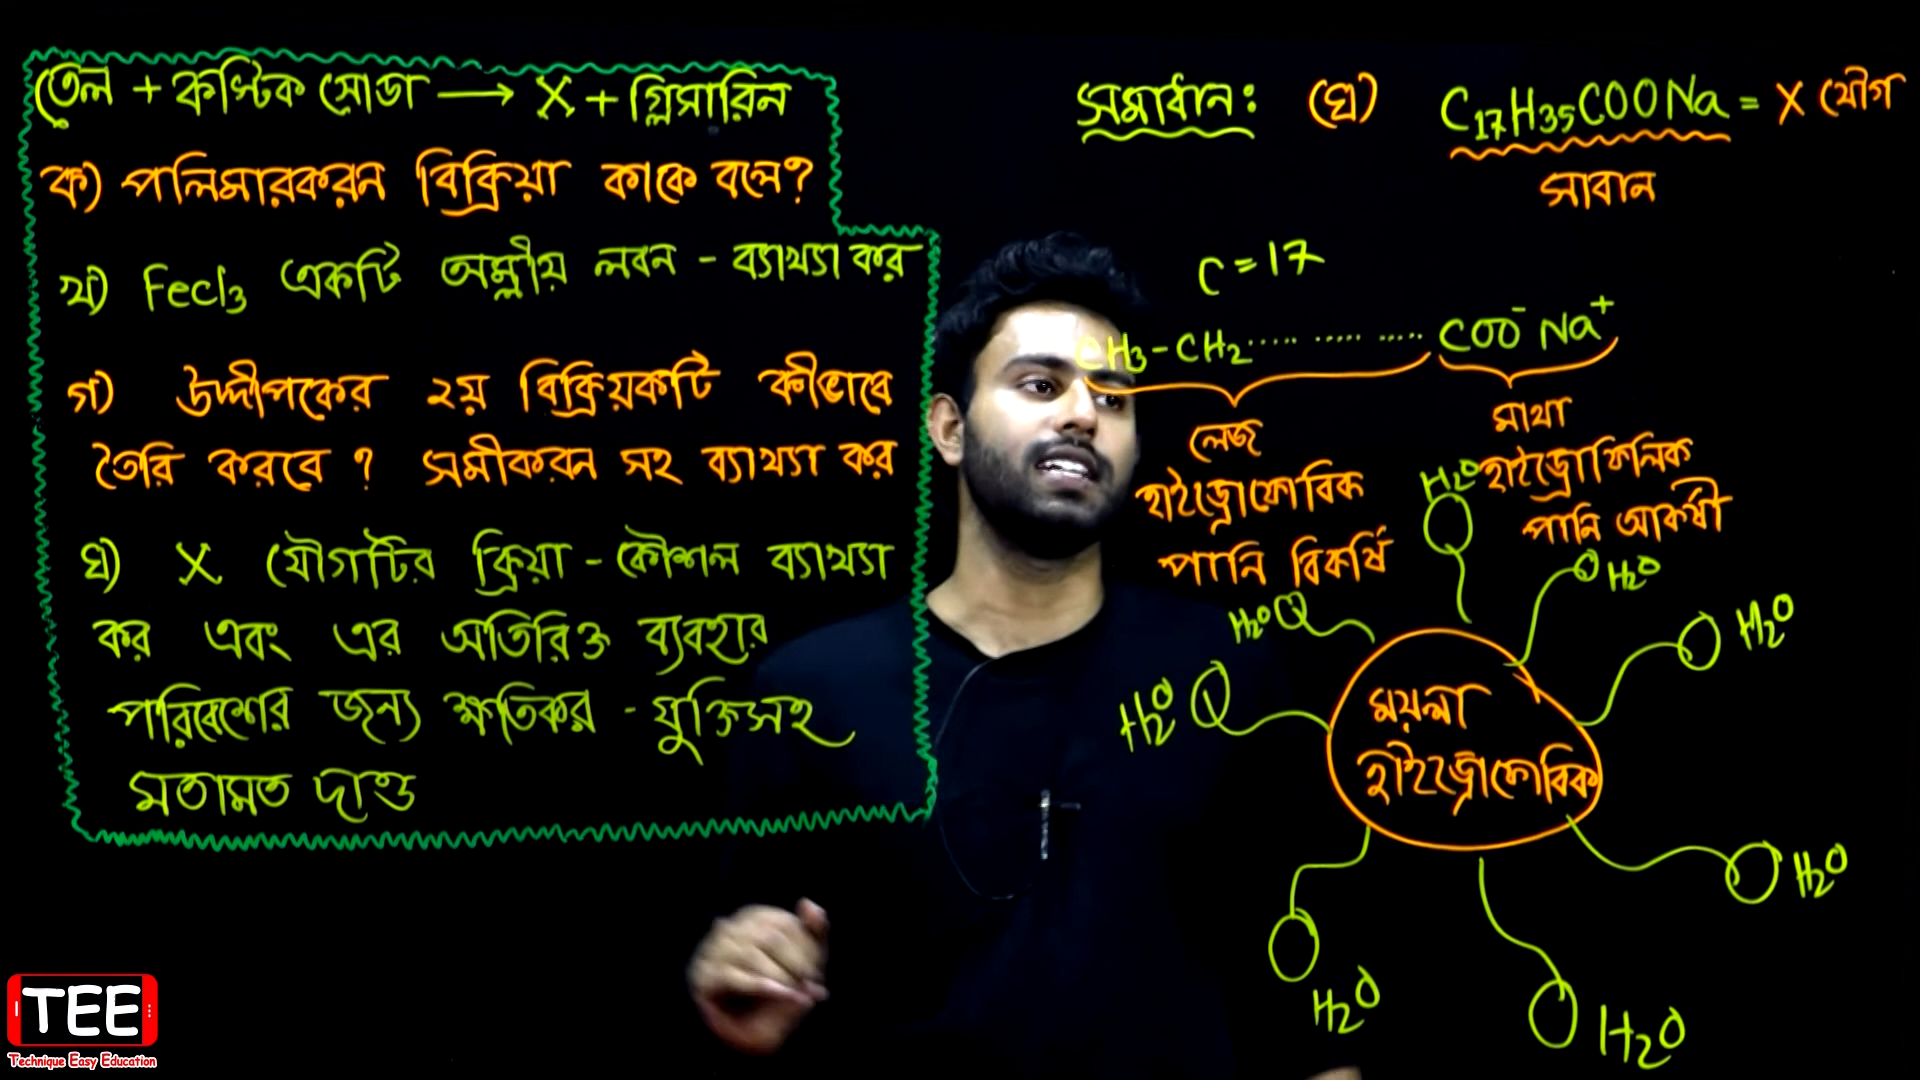 তেল + কস্টিক সোডা → X + গ্লিসারিন
ক) পলিমারকরন বিক্রিয়া কাকে বলে?
খ) FeCl₃ একটি অম্লীয় লবন - ব্যাখ্যা কর
গ) উদ্দীপকের ২য় বিক্রিয়কটি কীভাবে
তৈরি করবে ? সমীকরন সহ ব্যাখ্যা কর
ঘ) X যৌগটির ক্রিয়া - কৌশল ব্যাখ্যা
কর এবং এর অতিরিক্ত ব্যবহার
পরিবেশের জন্য ক্ষতিকর - যুক্তিসহ
মতামত দাও
সমাধান: (ঘ) C₁₇H₃₅COONa = X যৌগ
সাবান
C = 17
CH₃ - CH₂ ............ COO⁻ Na⁺
লেজ
হাইড্রোফোবিক
পানি বিকর্ষি
মাথা
হাইড্রোফিলিক
পানি আকর্ষী
H₂O
H₂O
H₂O
H₂O
H₂O
ময়লা
হাইড্রোফোবিক
H₂O
H₂O
H₂O
TEE
Technique Easy Education